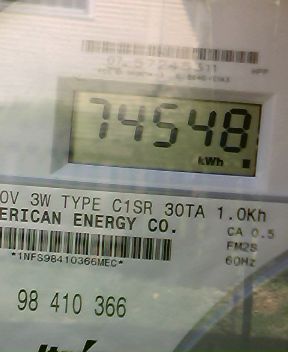 74548
kWh
0V 3W TYPE C1SR 30TA 1.0Kh
ERICAN ENERGY CO.
CA 0.5
FM2S
60Hz
*1NFS98410366MEC*
98 410 366